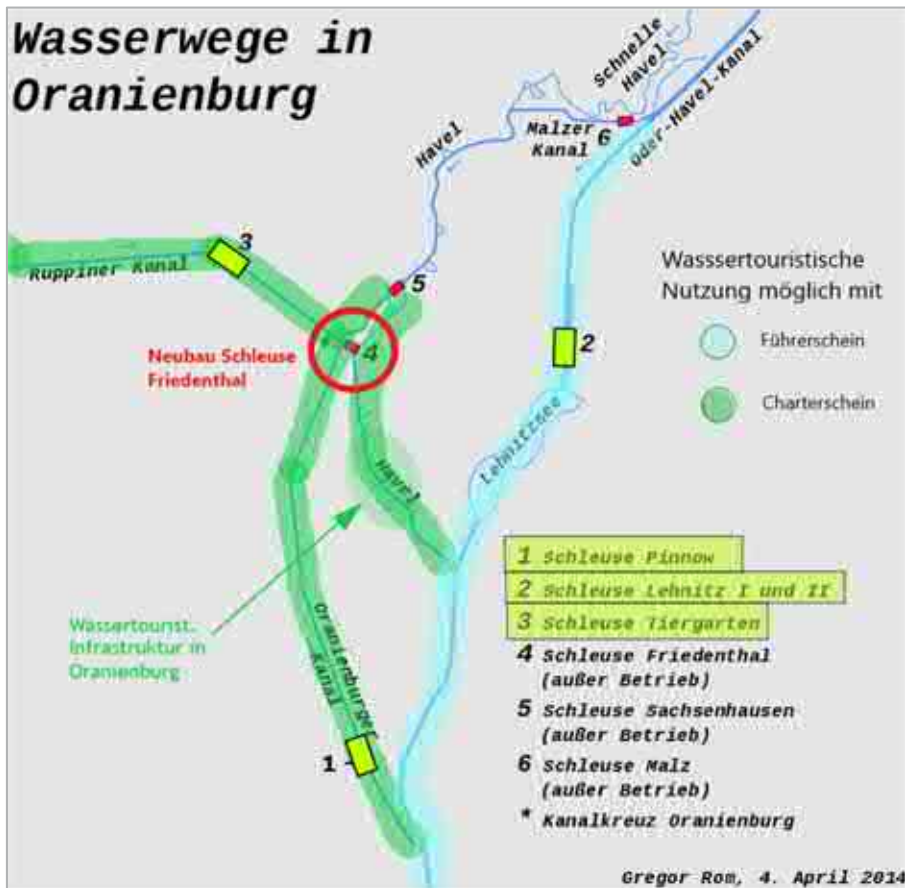 Wasserwege in
Oranienburg
Schnelle
Havel
Oder-Havel-Kanal
Malzer
Kanal
6
Havel
3
Ruppiner Kanal
5
4
Neubau Schleuse
Friedenthal
2
Wasssertouristische
Nutzung möglich mit
Führerschein
Charterschein
Lehnitzsee
Havel
Wassertourist.
Infrastruktur in
Oranienburg
Oranienburger
Kanal
1
1 Schleuse Pinnow
2 Schleuse Lehnitz I und II
3 Schleuse Tiergarten
4 Schleuse Friedenthal
(außer Betrieb)
5 Schleuse Sachsenhausen
(außer Betrieb)
6 Schleuse Malz
(außer Betrieb)
* Kanalkreuz Oranienburg
Gregor Rom, 4. April 2014